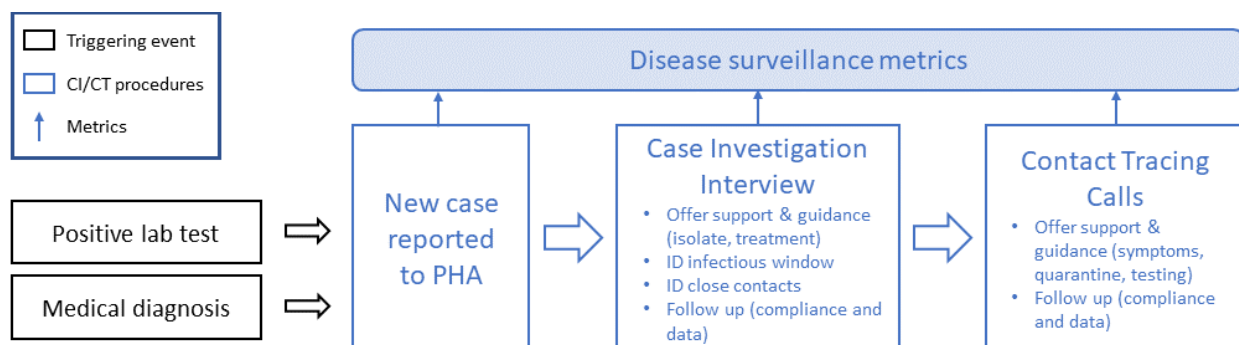 Triggering event
CI/CT procedures
Metrics
Disease surveillance metrics
Positive lab test
Medical diagnosis
New case
reported
to PHA
Case Investigation
Interview
• Offer support & guidance
(isolate, treatment)
• ID infectious window
• ID close contacts
• Follow up (compliance and
data)
Contact Tracing
Calls
• Offer support &
guidance (symptoms,
quarantine, testing)
• Follow up (compliance
and data)